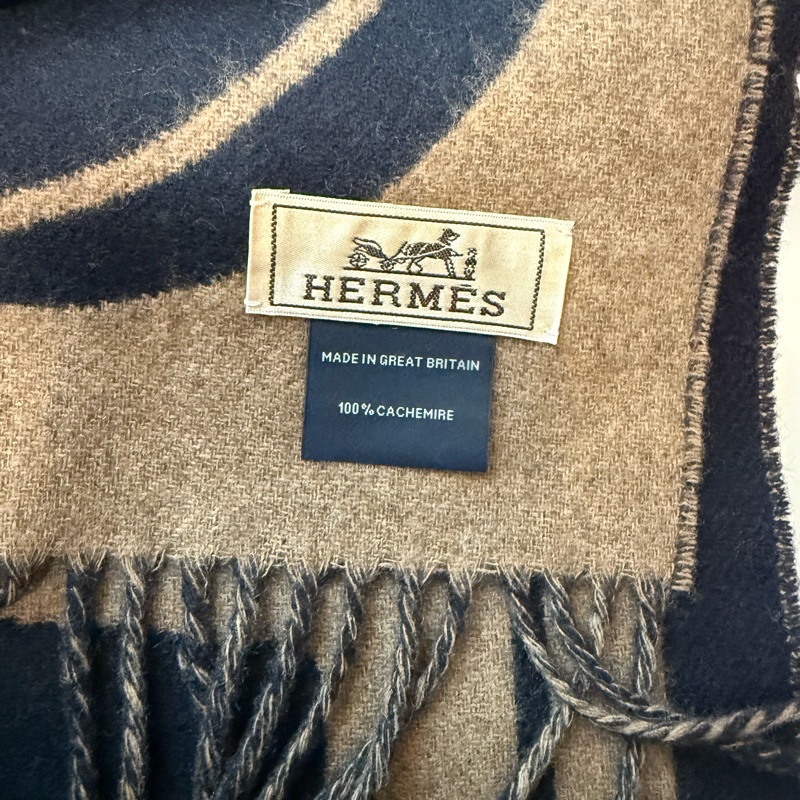 HERMÈS
MADE IN GREAT BRITAIN
100% CACHEMIRE